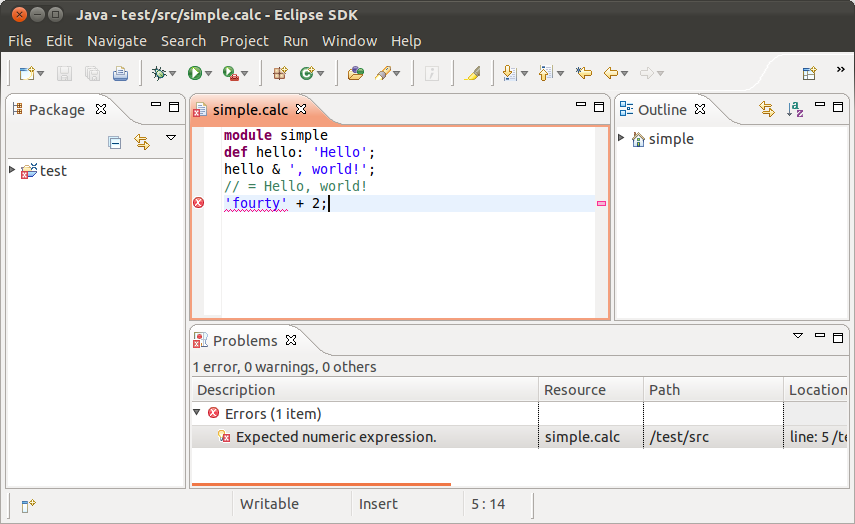 Java - test/src/simple.calc - Eclipse SDK
File Edit Navigate Search Project Run Window Help
Package
simple.calc
Outline
test
module simple
def hello: 'Hello';
hello & ', world!';
// = Hello, world!
'fourty' + 2;
simple
Problems
1 error, 0 warnings, 0 others
Description Resource Path Location
Errors (1 item)
Expected numeric expression. simple.calc /test/src line: 5 /te
Writable Insert 5 : 14